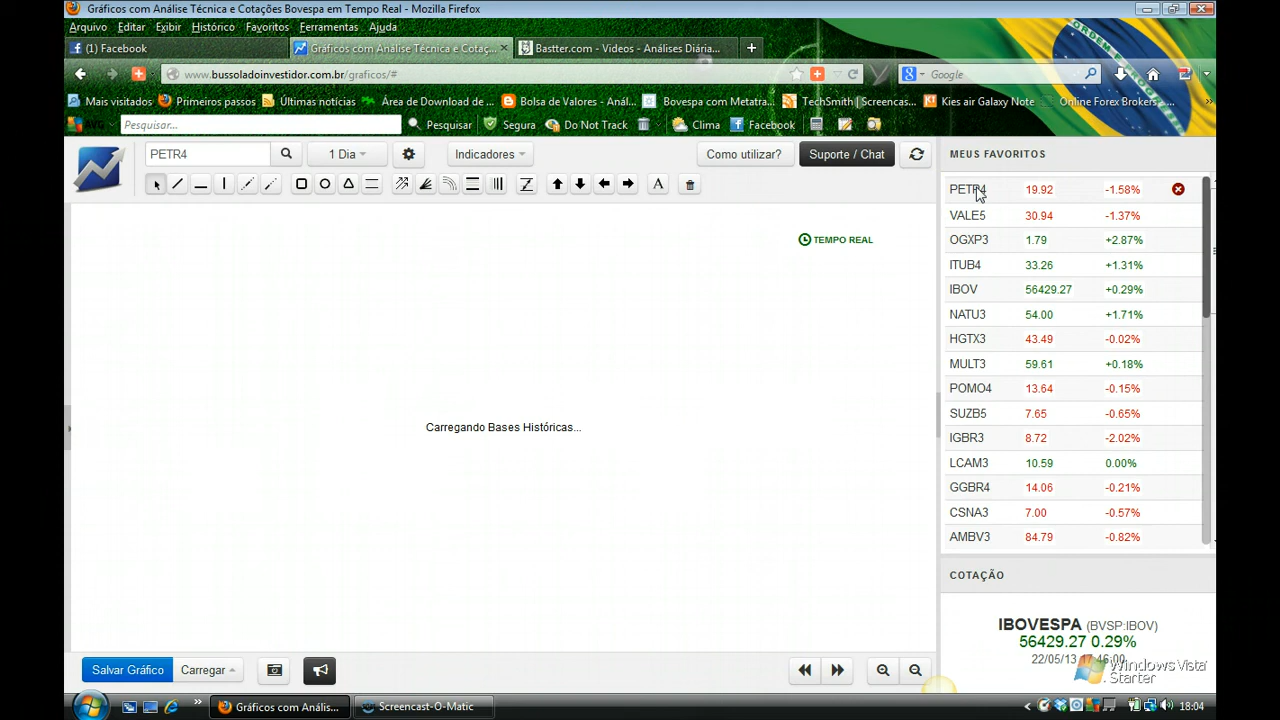 Gráficos com Análise Técnica e Cotações Bovespa em Tempo Real - Mozilla Firefox
Arquivo Editar Exibir Histórico Favoritos Ferramentas Ajuda
(1) Facebook
Gráficos com Análise Técnica e Cotaç...
Bastter.com - Videos - Análises Diária...
www.bussoladoinvestidor.com.br/graficos/#
Google
Mais visitados Primeiros passos Últimas notícias Área de Download de ... Bolsa de Valores - Anál... Bovespa com Metatra... TechSmith | Screencas... Kies air Galaxy Note Online Forex Brokers - ...
AVG Pesquisar... Pesquisar Segura Do Not Track Clima Facebook
PETR4 1 Dia Indicadores Como utilizar? Suporte / Chat
A
TEMPO REAL
Carregando Bases Históricas...
Salvar Gráfico Carregar
MEUS FAVORITOS
PETR4 19.92 -1.58%
VALE5 30.94 -1.37%
OGXP3 1.79 +2.87%
ITUB4 33.26 +1.31%
IBOV 56429.27 +0.29%
NATU3 54.00 +1.71%
HGTX3 43.49 -0.02%
MULT3 59.61 +0.18%
POMO4 13.64 -0.15%
SUZB5 7.65 -0.65%
IGBR3 8.72 -2.02%
LCAM3 10.59 0.00%
GGBR4 14.06 -0.21%
CSNA3 7.00 -0.57%
AMBV3 84.79 -0.82%
COTAÇÃO
IBOVESPA (BVSP:IBOV)
56429.27 0.29%
22/05/13 17:46:00
Windows Vista
Starter
Gráficos com Anális... Screencast-O-Matic 18:04